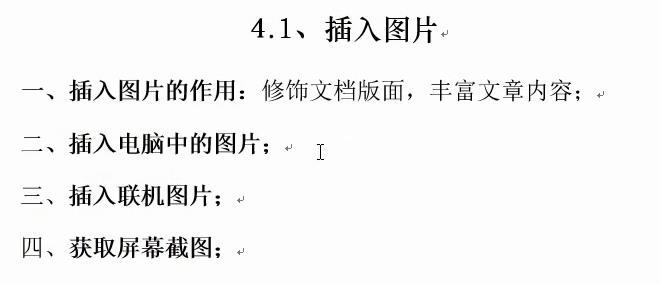 4.1、插入图片
一、插入图片的作用：修饰文档版面，丰富文章内容；
二、插入电脑中的图片；
三、插入联机图片；
四、获取屏幕截图；